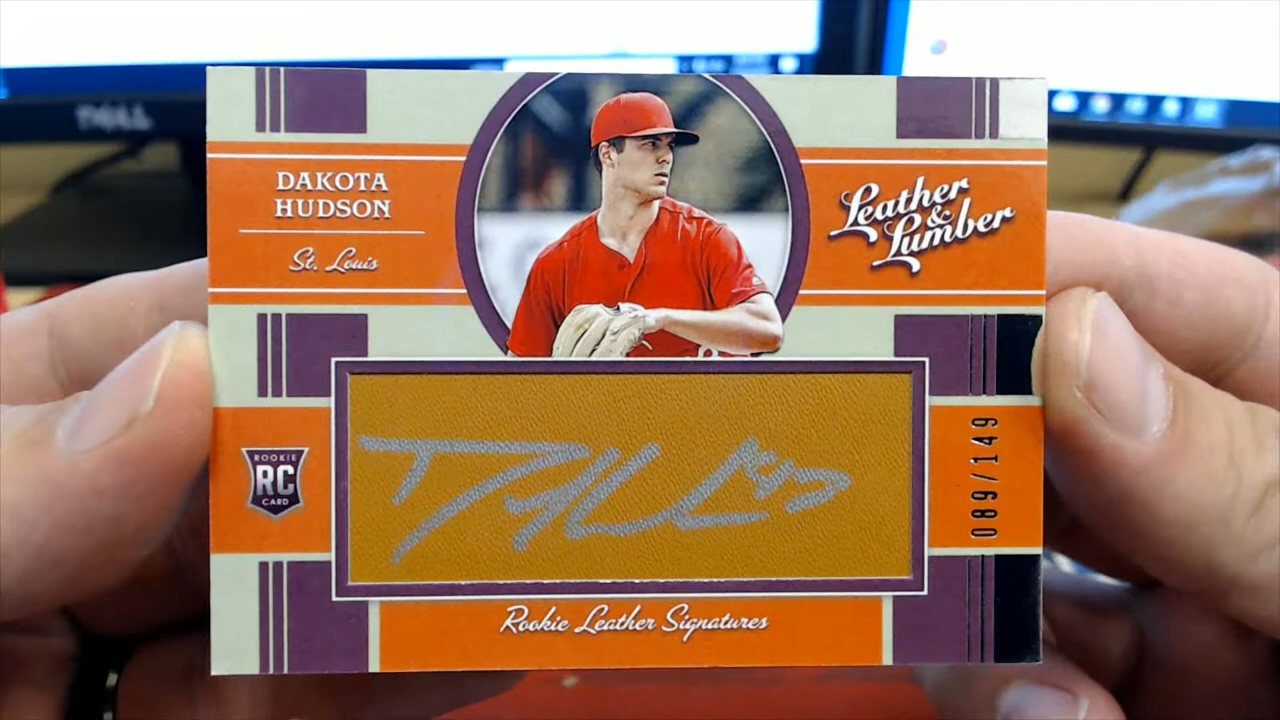 DELL
DAKOTA
HUDSON
St. Louis
Leather
&
Lumber
ROOKIE
RC
CARD
089/149
Rookie Leather Signatures